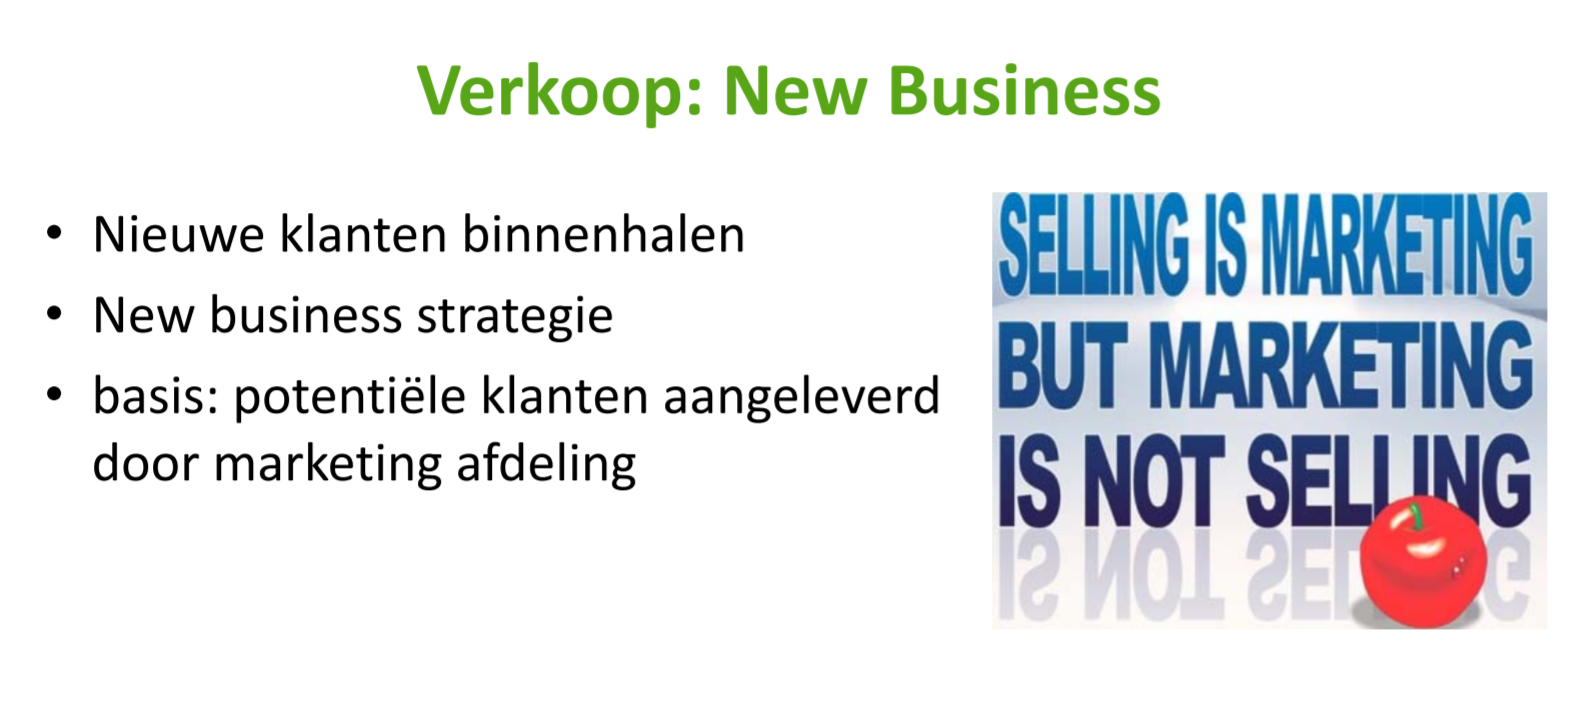 Verkoop: New Business
• Nieuwe klanten binnenhalen
• New business strategie
• basis: potentiële klanten aangeleverd
door marketing afdeling
SELLING IS MARKETING
BUT MARKETING
IS NOT SELLING